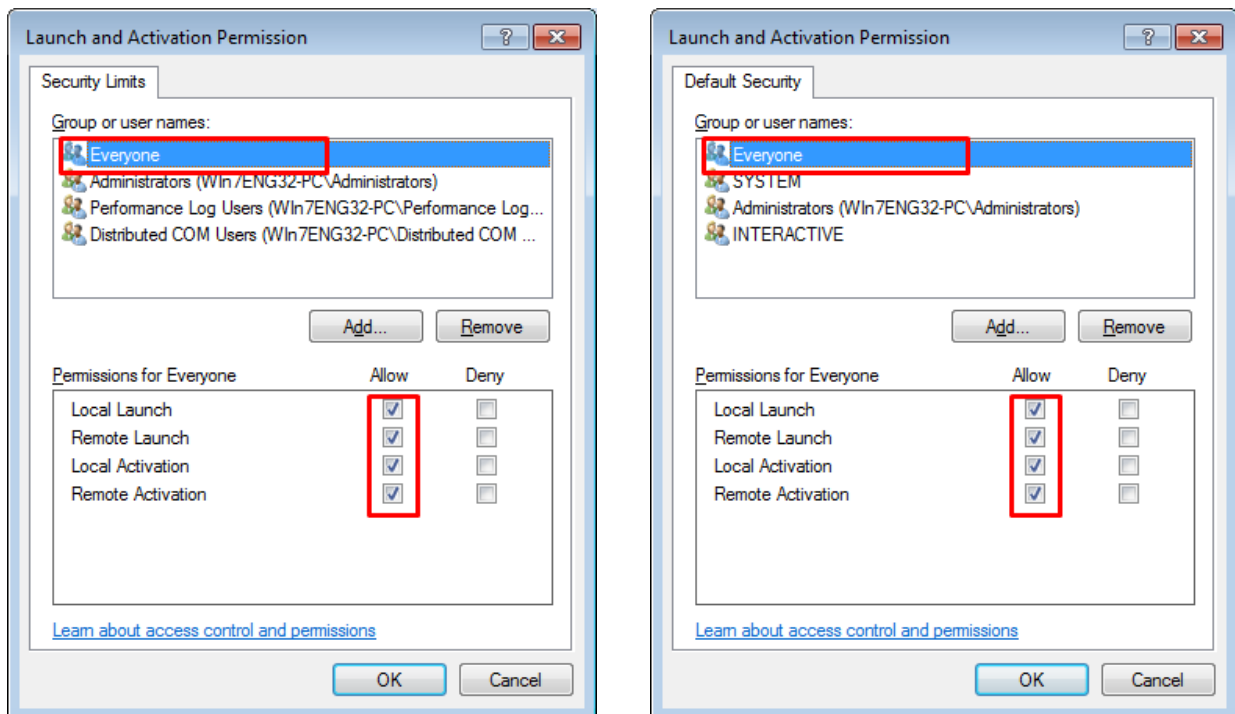 Launch and Activation Permission
Security Limits
Group or user names:
Everyone
Administrators (WIn7ENG32-PC\Administrators)
Performance Log Users (WIn7ENG32-PC\Performance Log...
Distributed COM Users (WIn7ENG32-PC\Distributed COM ...
Add...
Remove
Permissions for Everyone
Allow
Deny
Local Launch
Remote Launch
Local Activation
Remote Activation
Learn about access control and permissions
OK
Cancel
Launch and Activation Permission
Default Security
Group or user names:
Everyone
SYSTEM
Administrators (WIn7ENG32-PC\Administrators)
INTERACTIVE
Add...
Remove
Permissions for Everyone
Allow
Deny
Local Launch
Remote Launch
Local Activation
Remote Activation
Learn about access control and permissions
OK
Cancel